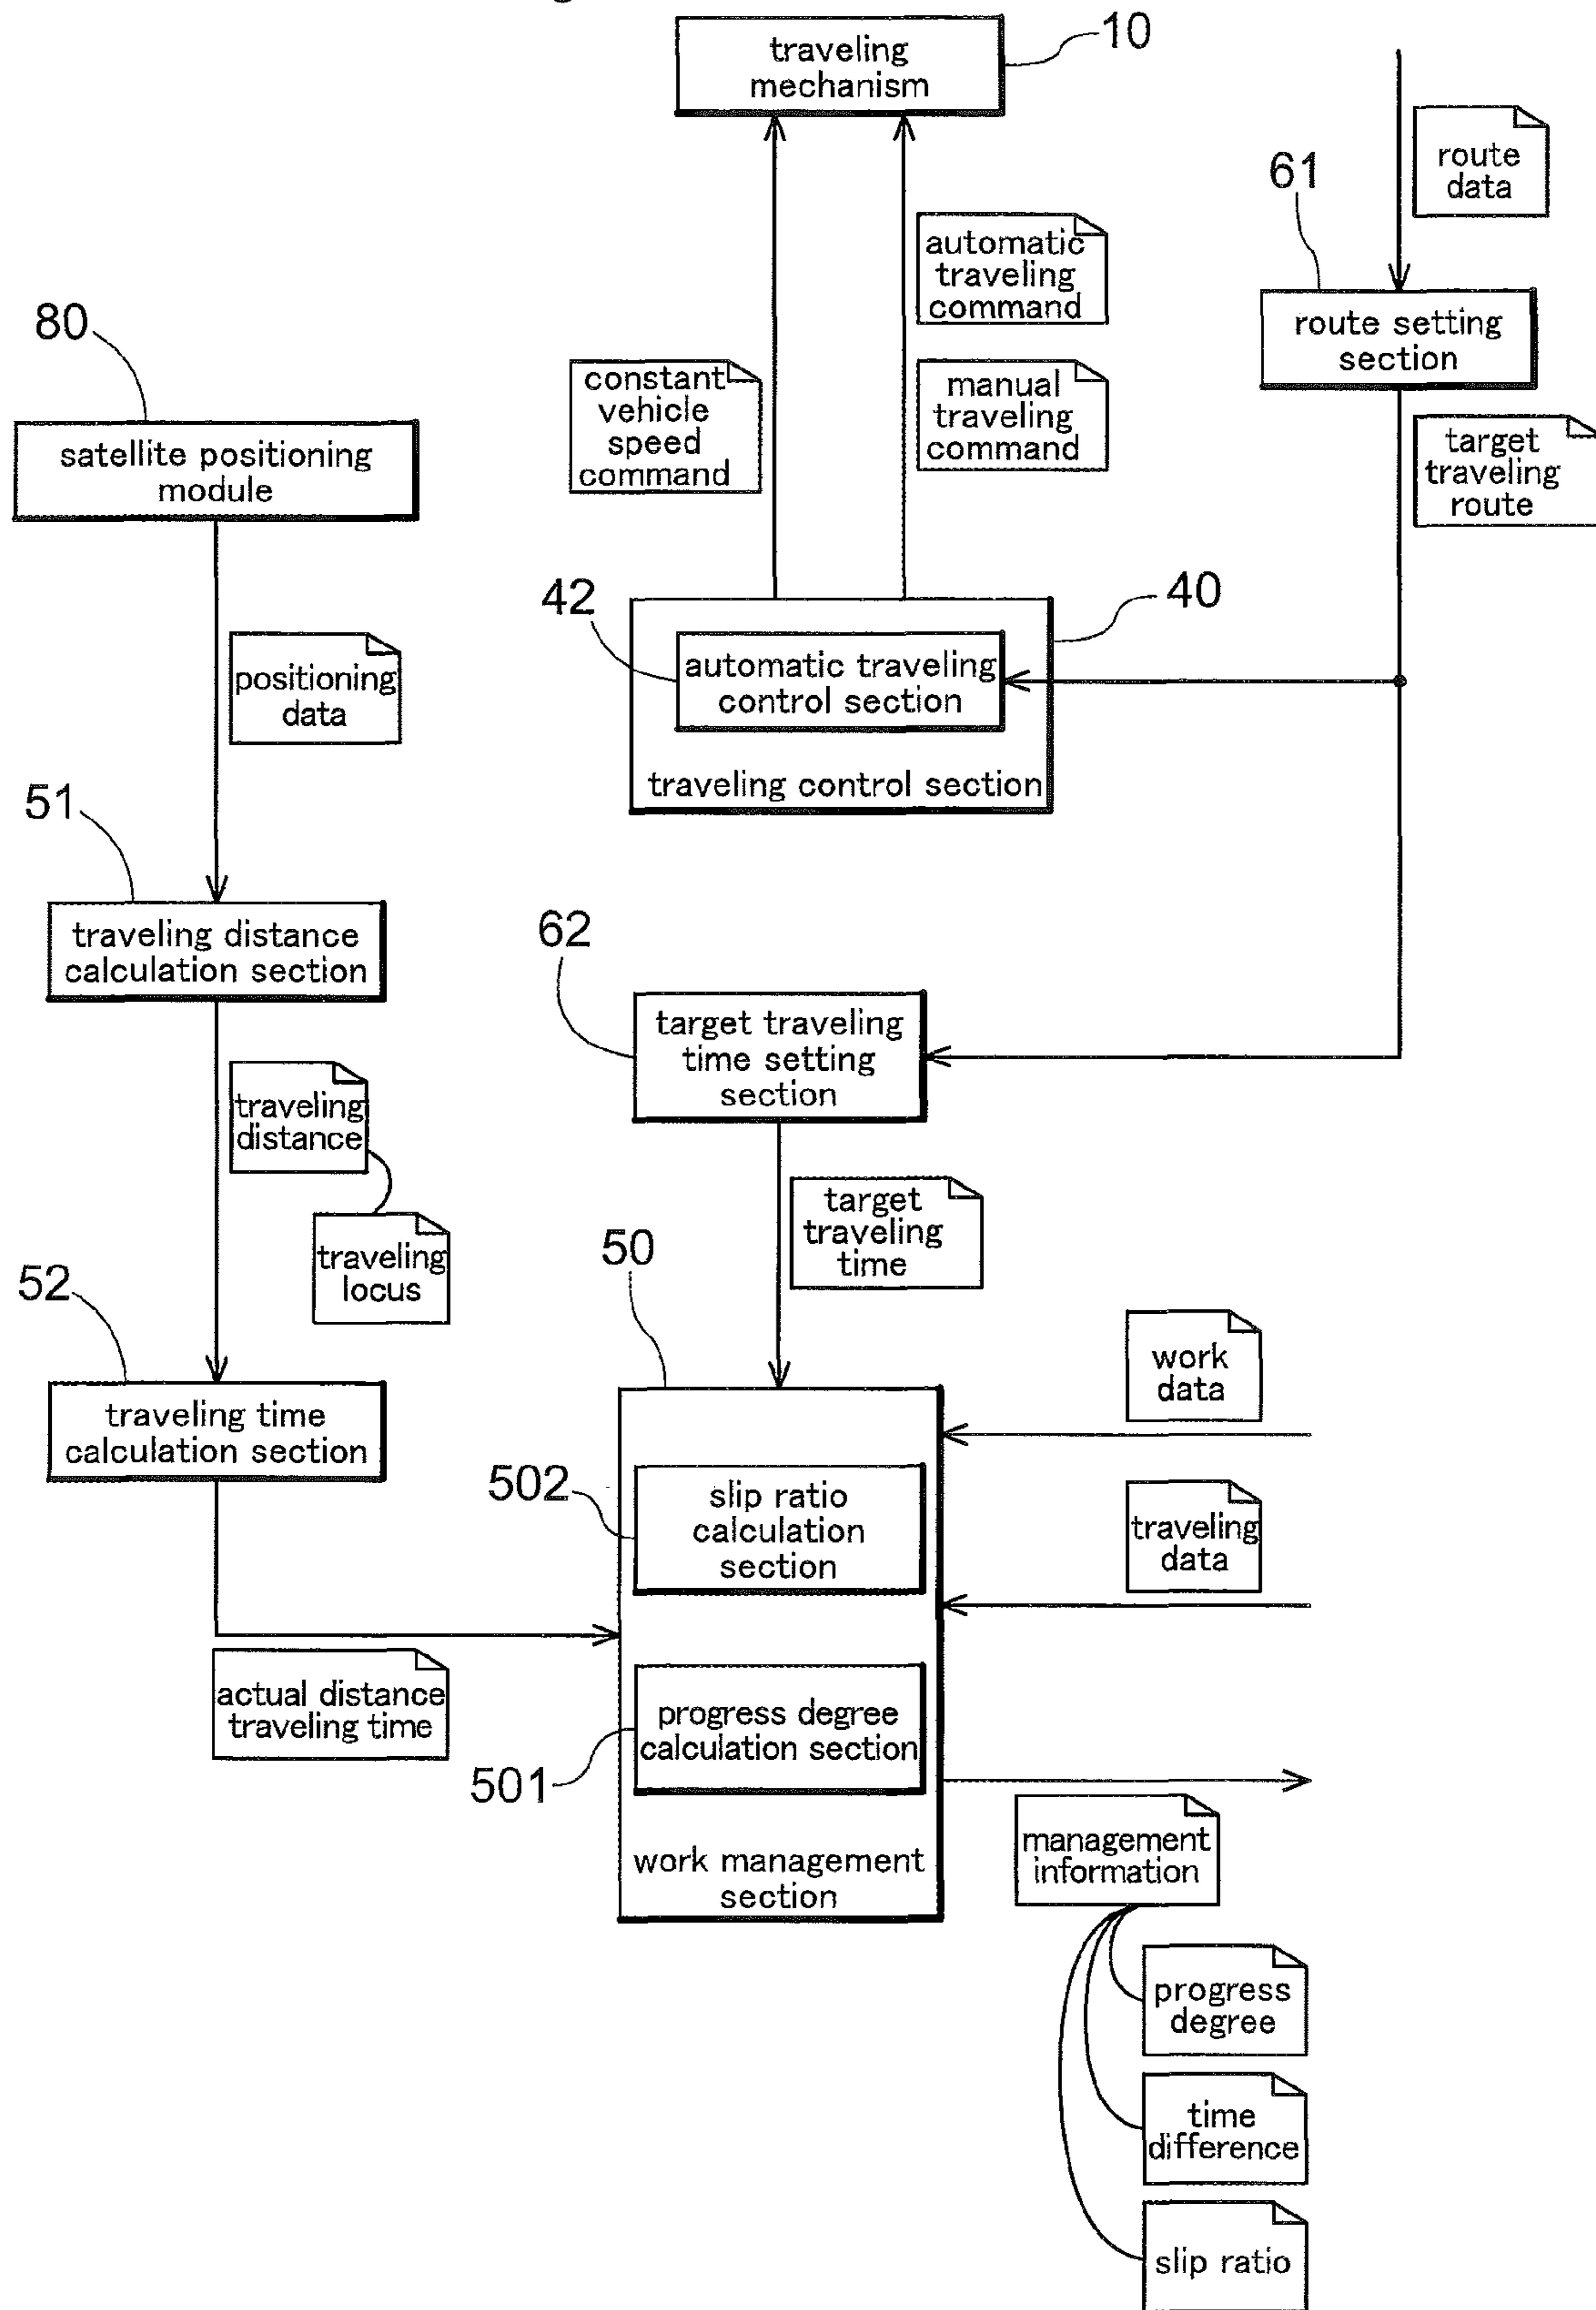 g
traveling
mechanism
10
route
data
61
automatic
traveling
command
route setting
section
80
constant
vehicle
speed
command
manual
traveling
command
target
traveling
route
satellite positioning
module
42
40
automatic traveling
control section
traveling control section
positioning
data
51
traveling distance
calculation section
62
target traveling
time setting
section
traveling
distance
traveling
locus
target
traveling
time
50
52
work
data
traveling time
calculation section
502
slip ratio
calculation
section
traveling
data
actual distance
traveling time
progress degree
calculation section
501
work management
section
management
information
progress
degree
time
difference
slip ratio